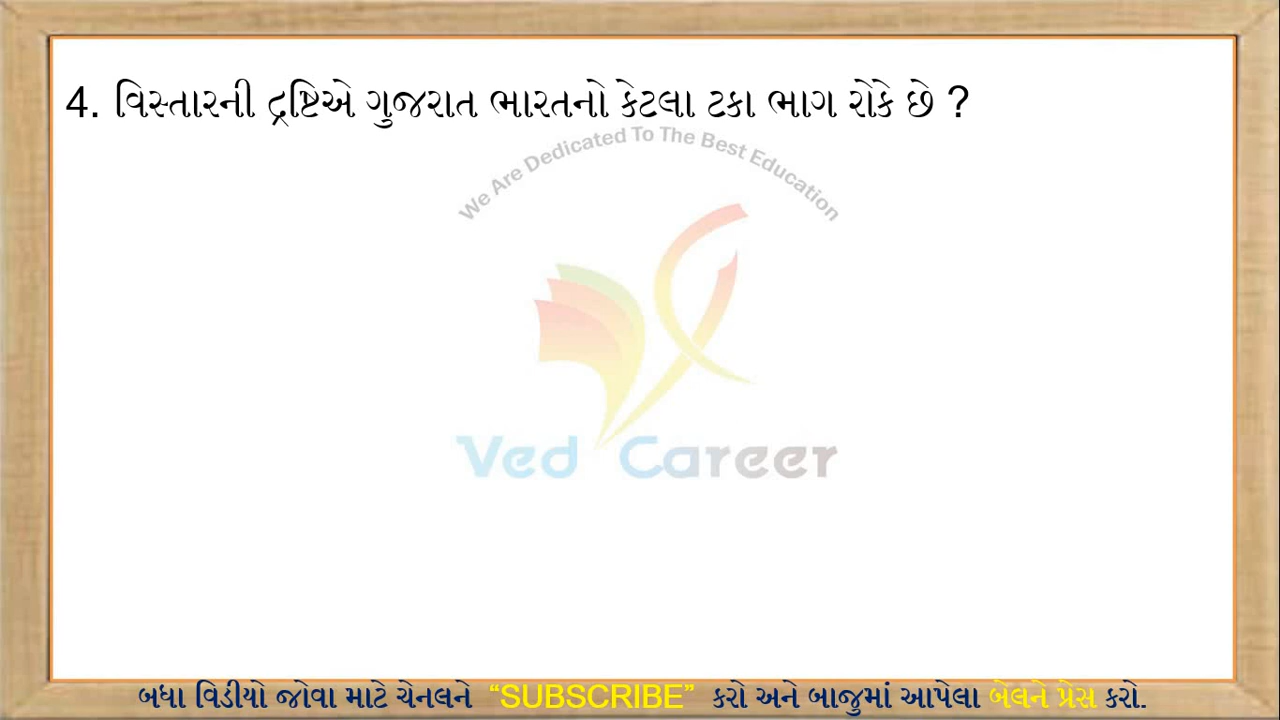 4. વિસ્તારની દ્રષ્ટિએ ગુજરાત ભારતનો કેટલા ટકા ભાગ રોકે છે ?
We Are Dedicated To The Best Education
Ved Career
બધા વિડીયો જોવા માટે ચેનલને “SUBSCRIBE” કરો અને બાજુમાં આપેલા બેલને પ્રેસ કરો.